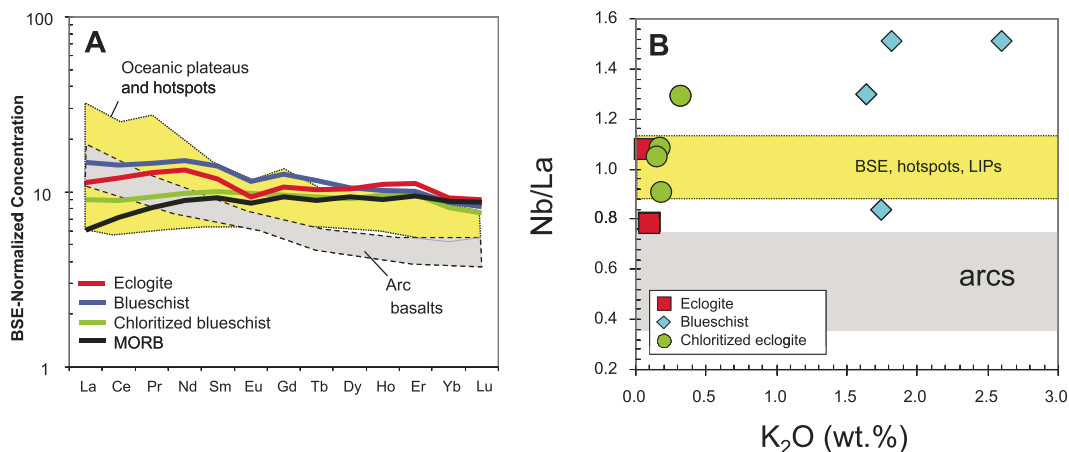 A
100
10
1
BSE-Normalized Concentration
Oceanic plateaus
and hotspots
Arc
basalts
Eclogite
Blueschist
Chloritized blueschist
MORB
La Ce Pr Nd Sm Eu Gd Tb Dy Ho Er Yb Lu
B
1.6
1.4
1.2
1.0
0.8
0.6
0.4
0.2
Nb/La
BSE, hotspots, LIPs
arcs
Eclogite
Blueschist
Chloritized eclogite
0.0 0.5 1.0 1.5 2.0 2.5 3.0
K₂O (wt.%)